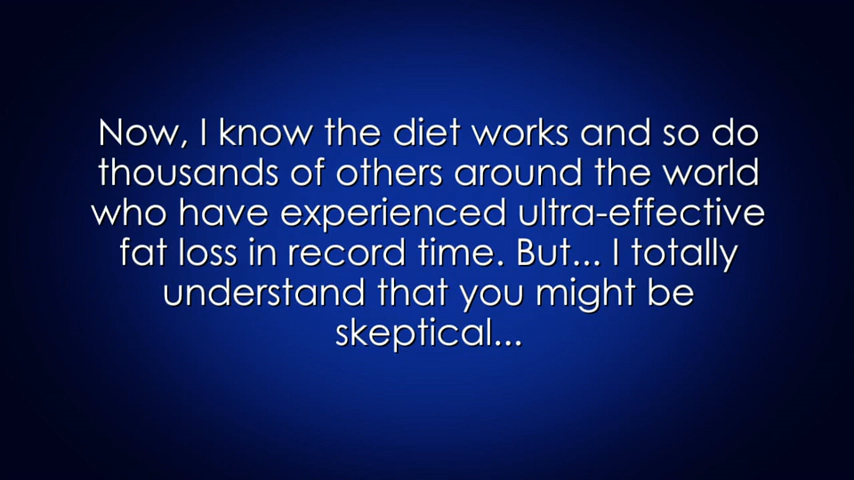 Now, I know the diet works and so do
thousands of others around the world
who have experienced ultra-effective
fat loss in record time. But... I totally
understand that you might be
skeptical...